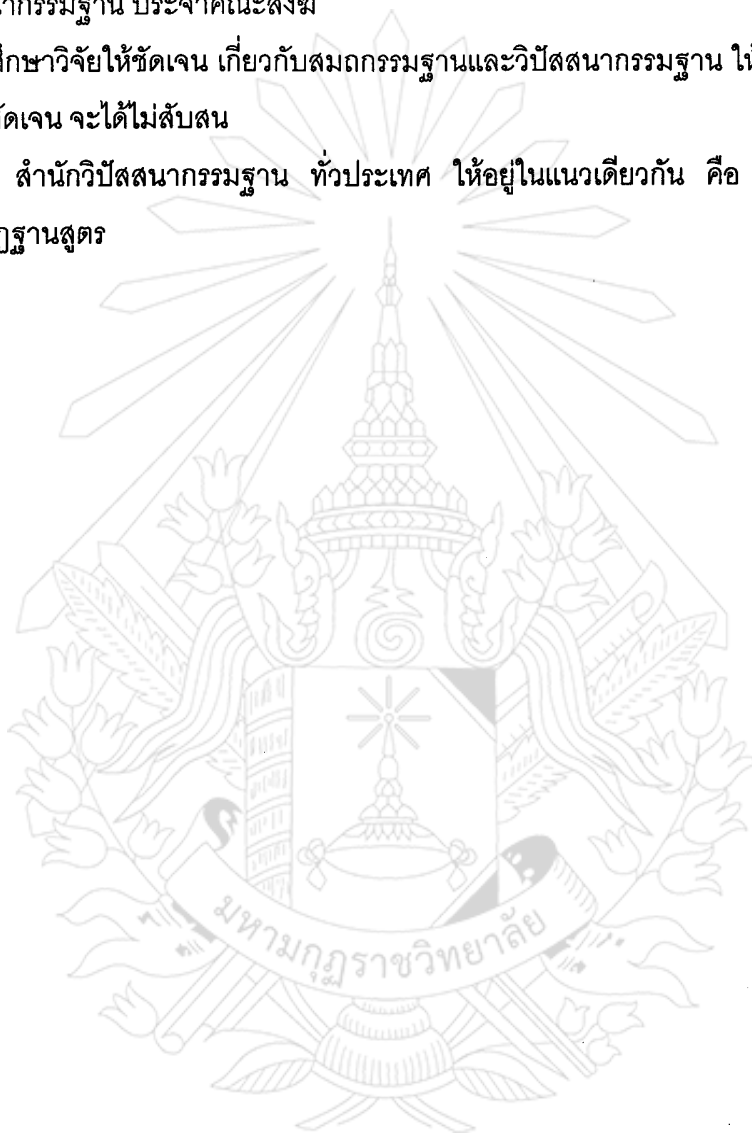 นากรรมฐาน ประจำคณะสงฆ์
ศึกษาวิจัยให้ชัดเจน เกี่ยวกับสมถกรรมฐานและวิปัสสนากรรมฐาน
ชัดเจน จะได้ไม่สับสน
สำนักวิปัสสนากรรมฐาน ทั่วประเทศ ให้อยู่ในแนวเดียวกัน คือ
ฏฐานสูตร
มหามกุฏราชวิทยาลัย